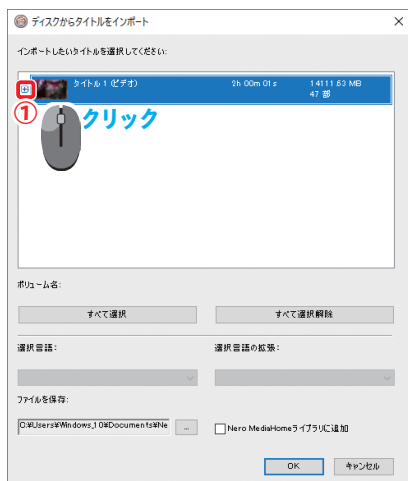 ディスクからタイトルをインポート
インポートしたいタイトルを選択してください:
タイトル 1 (ビデオ) 2h 00m 01s 14111.63 MB
47 部
① クリック
ボリューム名:
すべて選択 すべて選択解除
選択言語: 選択言語の拡張:
ファイルを保存:
C:¥Users¥Windows_10¥Documents¥Ne ... Nero MediaHomeライブラリに追加
OK キャンセル